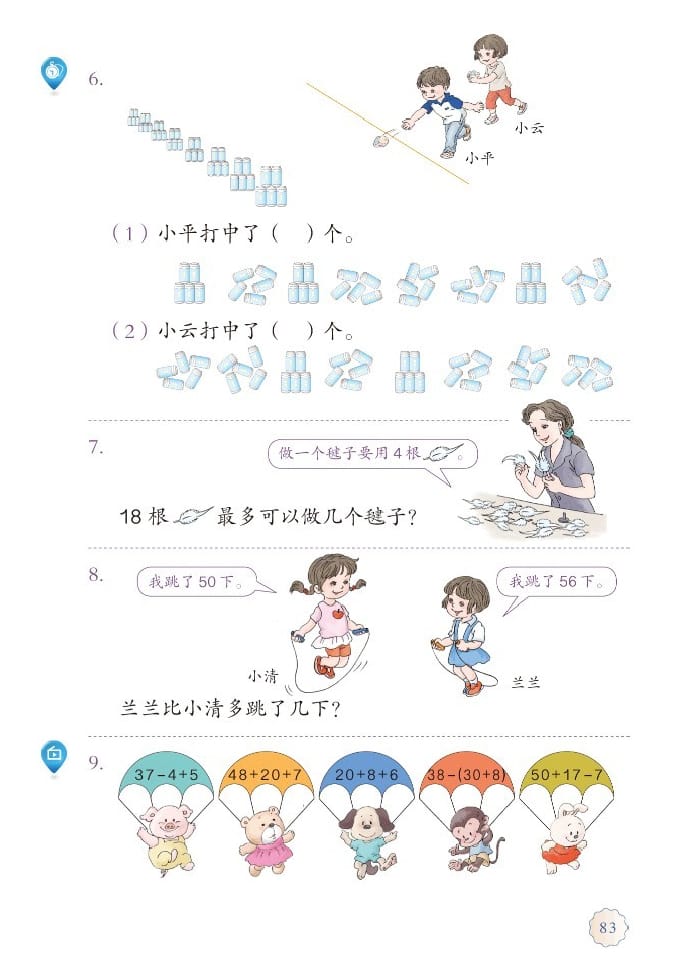 6.
小云
小平
（1）小平打中了（ ）个。
（2）小云打中了（ ）个。
7.
做一个毽子要用4根 。
18根 最多可以做几个毽子？
8.
我跳了50下。
我跳了56下。
小清
兰兰
兰兰比小清多跳了几下？
9.
37-4+5
48+20+7
20+8+6
38-(30+8)
50+17-7
83